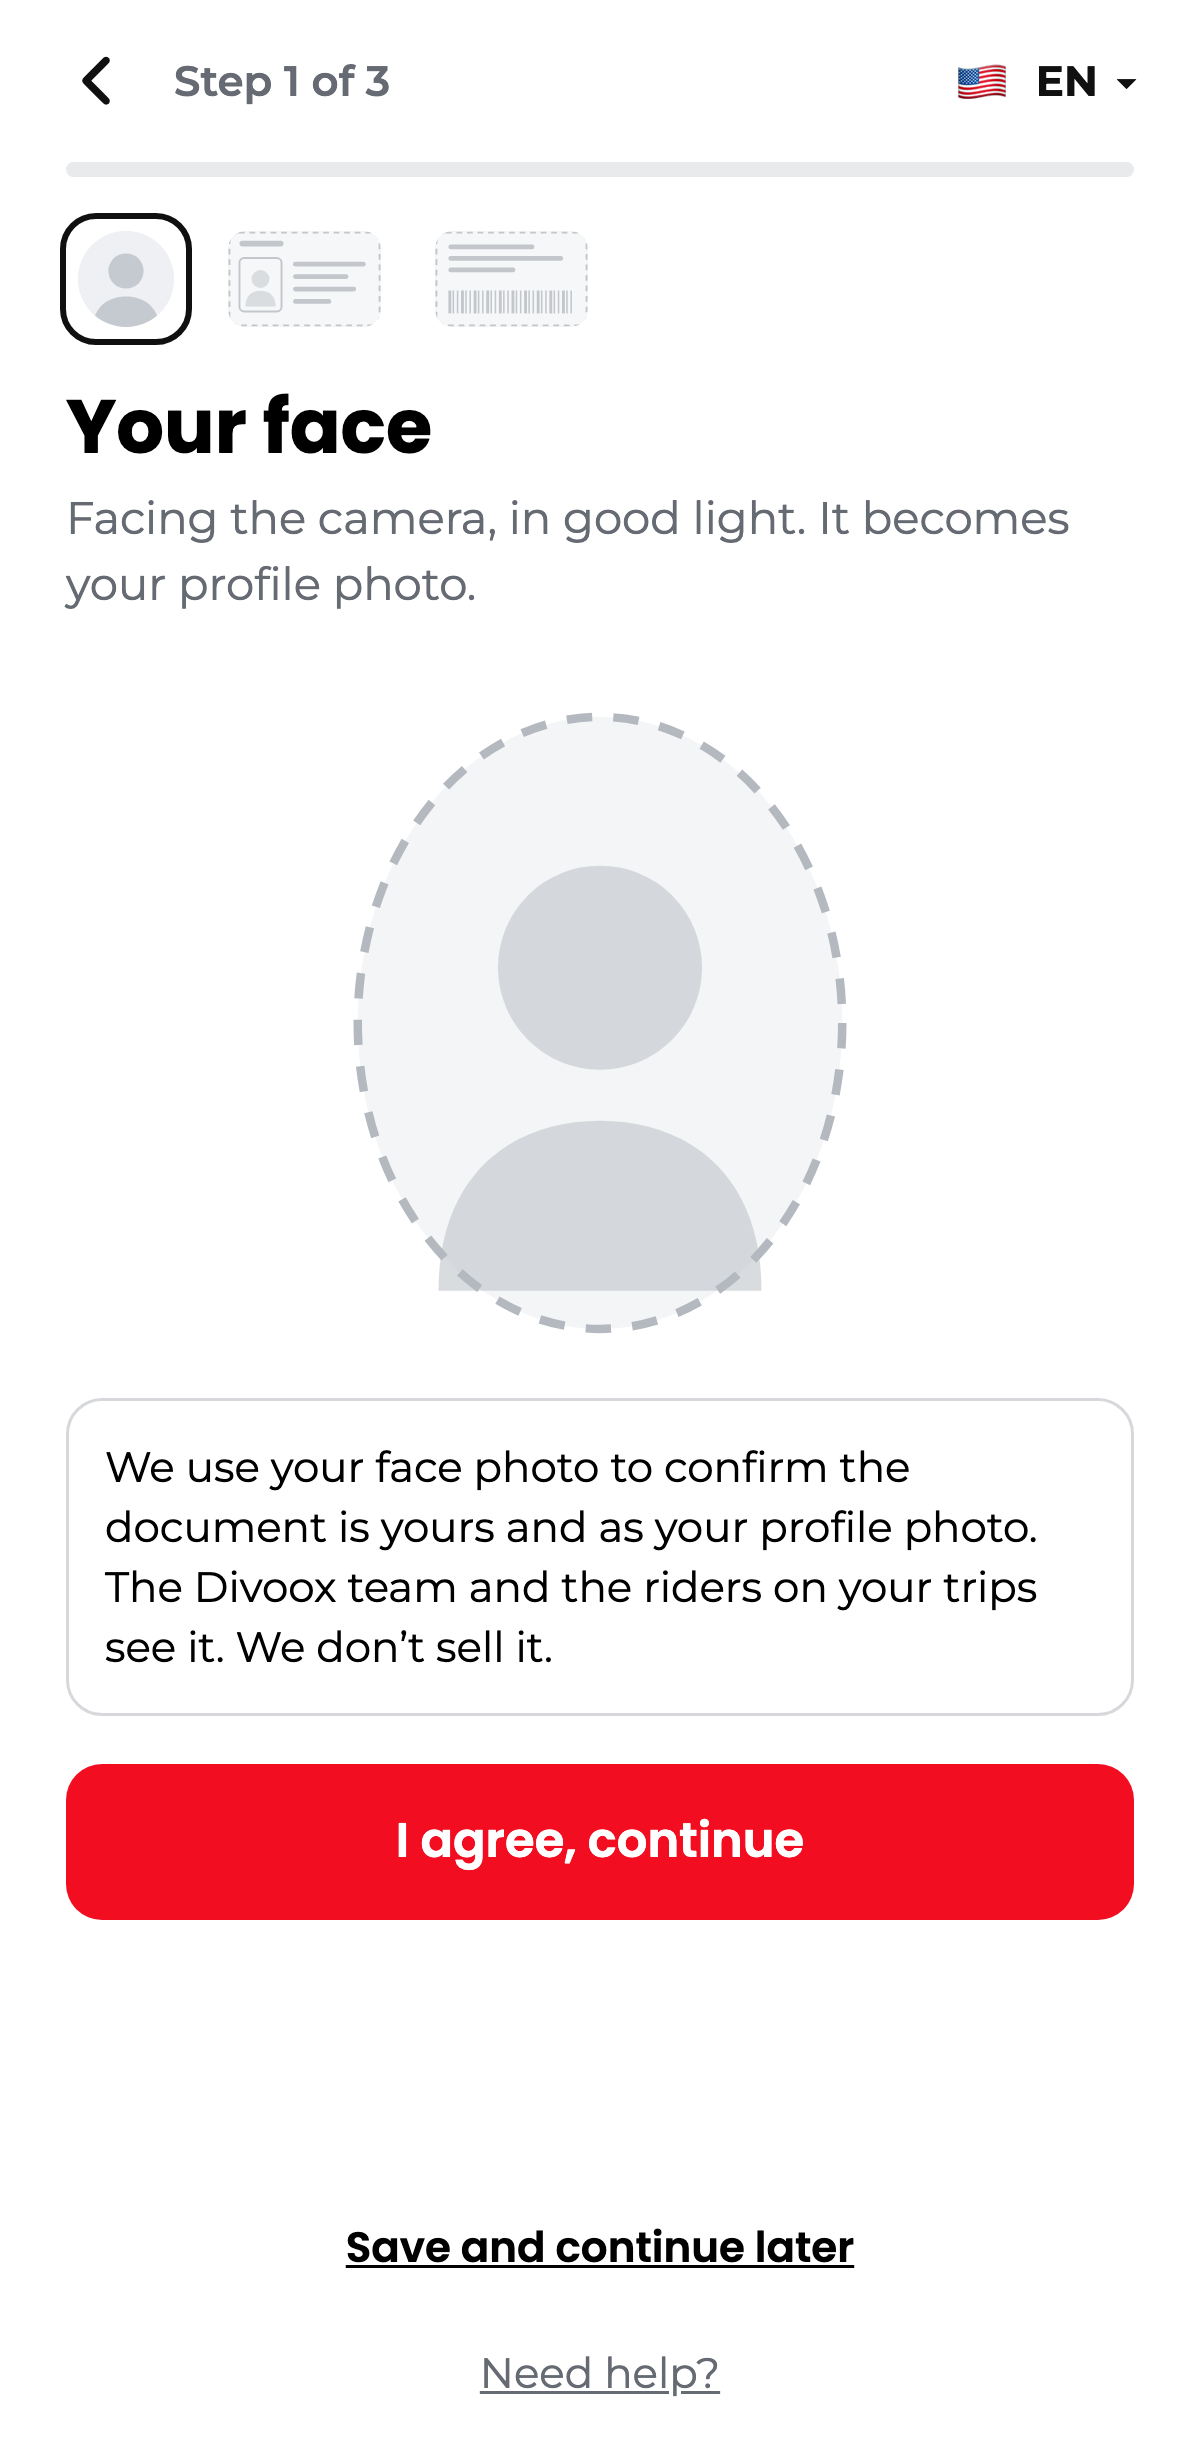 Step 1 of 3
EN
Your face
Facing the camera, in good light. It becomes
your profile photo.
We use your face photo to confirm the
document is yours and as your profile photo.
The Divoox team and the riders on your trips
see it. We don’t sell it.
I agree, continue
Save and continue later
Need help?